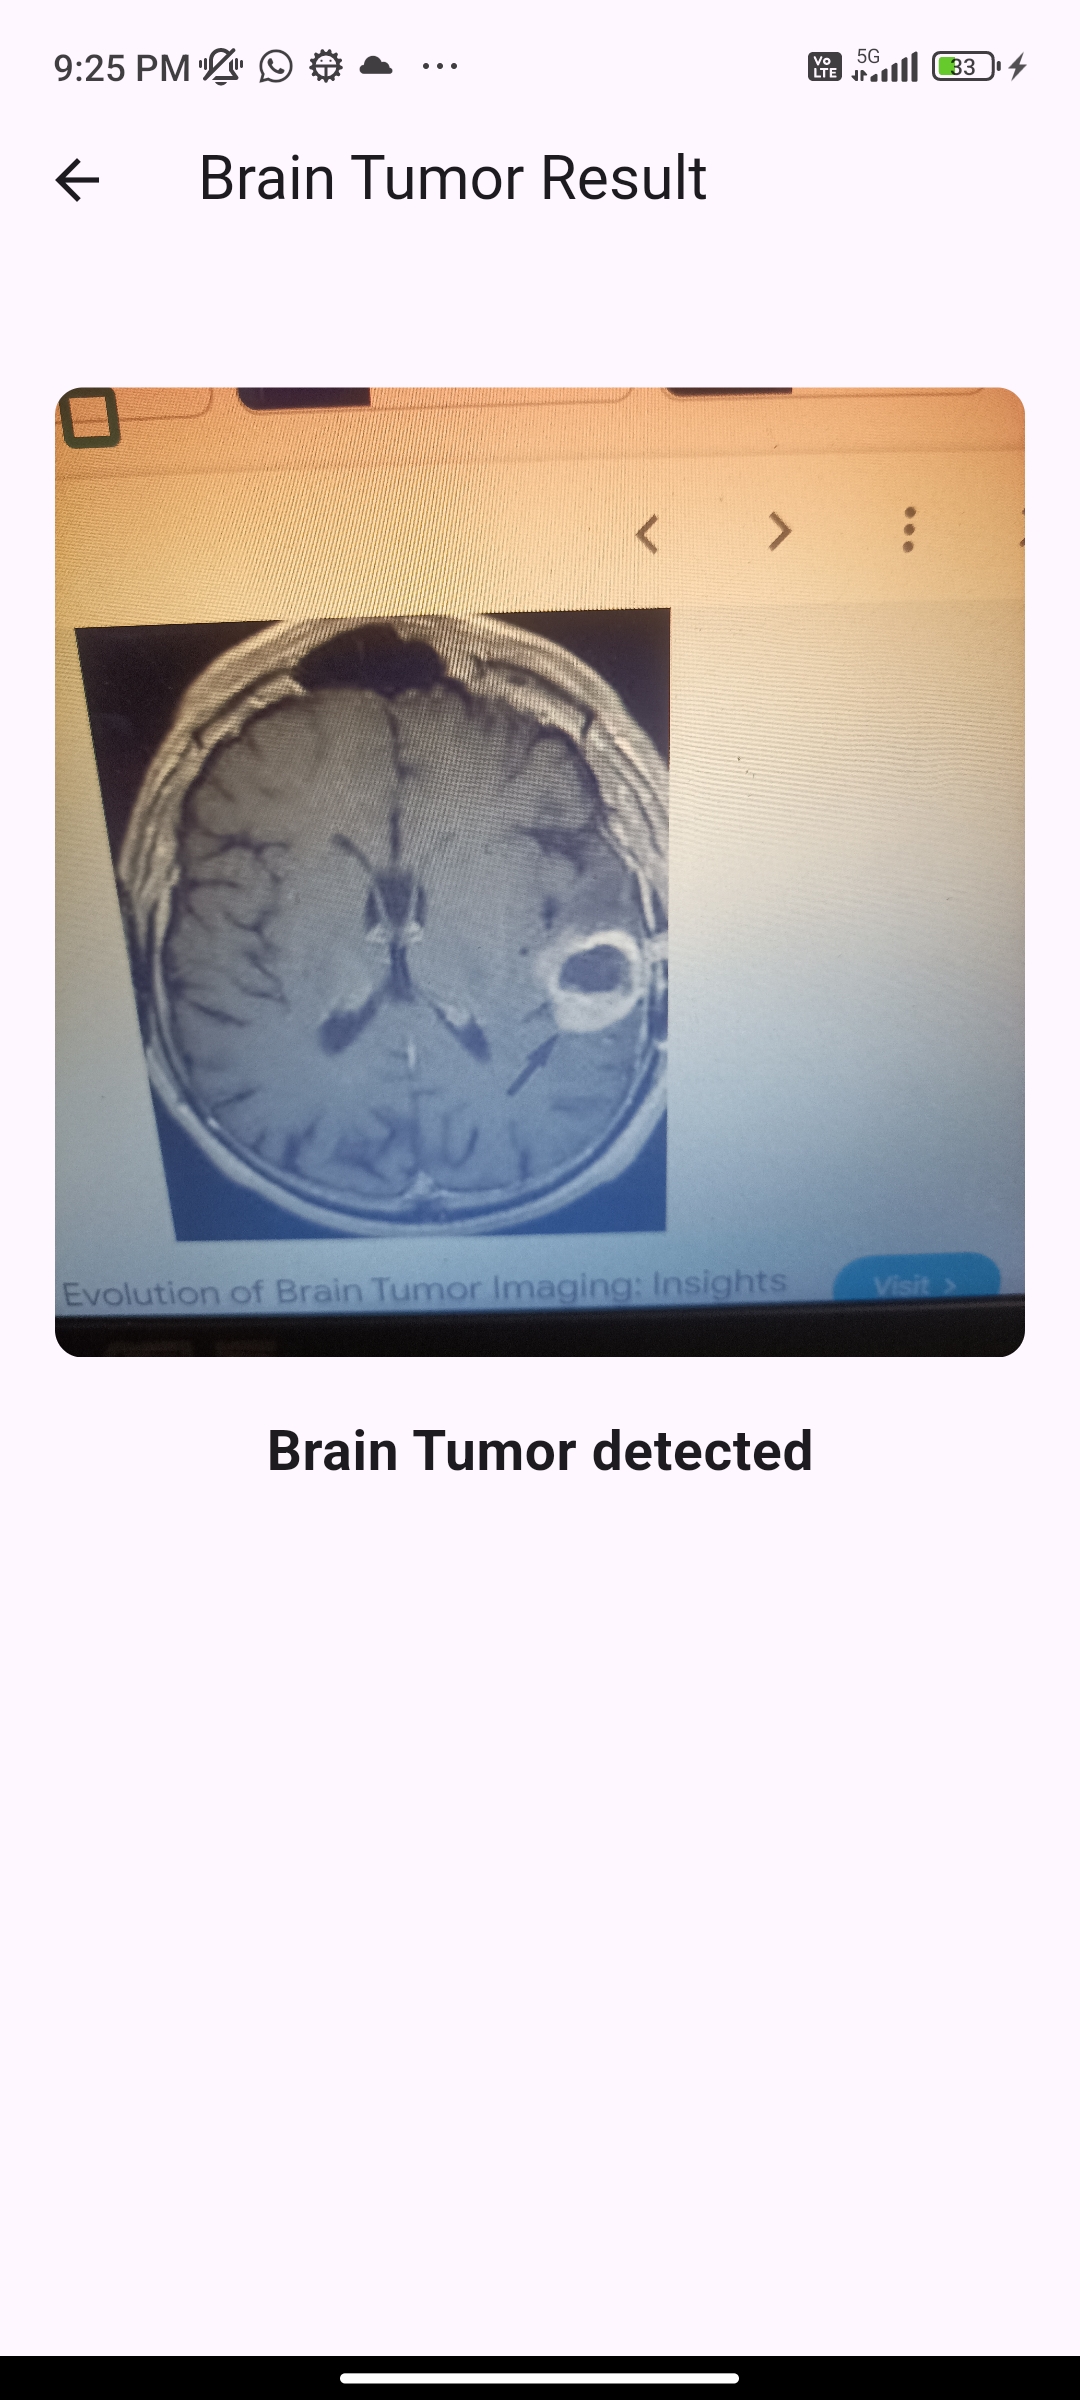 9:25 PM
Vo
LTE
5G
33
Brain Tumor Result
Evolution of Brain Tumor Imaging: Insights
Visit >
Brain Tumor detected